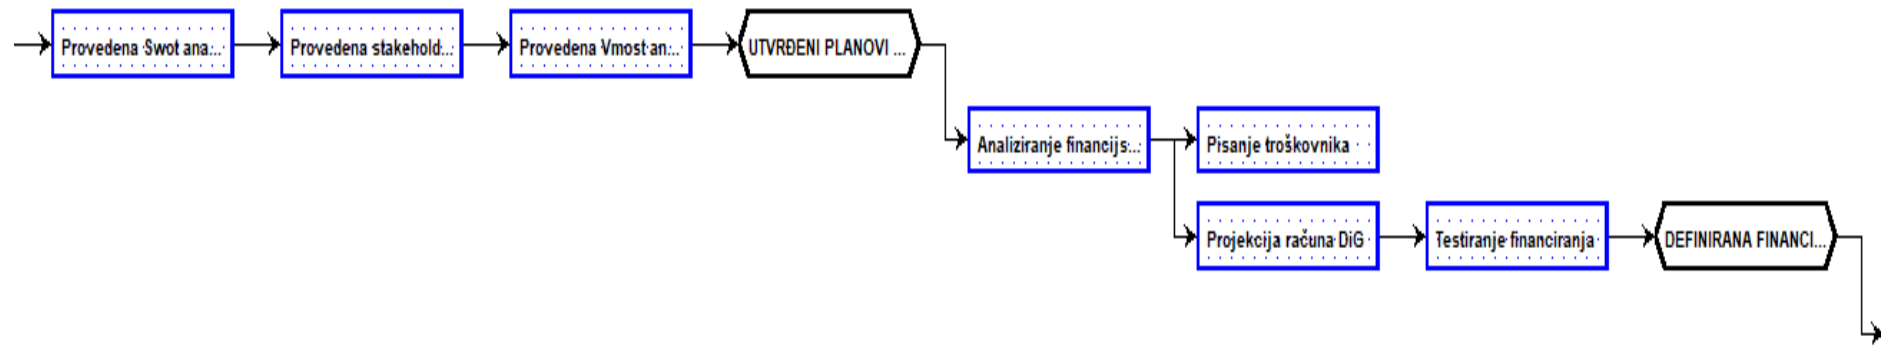 Provedena Swot ana...
Provedena stakehold...
Provedena Vmost an...
UTVRĐENI PLANOVI ...
Analiziranje financijs...
Pisanje troškovnika
Projekcija računa DiG
Testiranje financiranja
DEFINIRANA FINANCI...